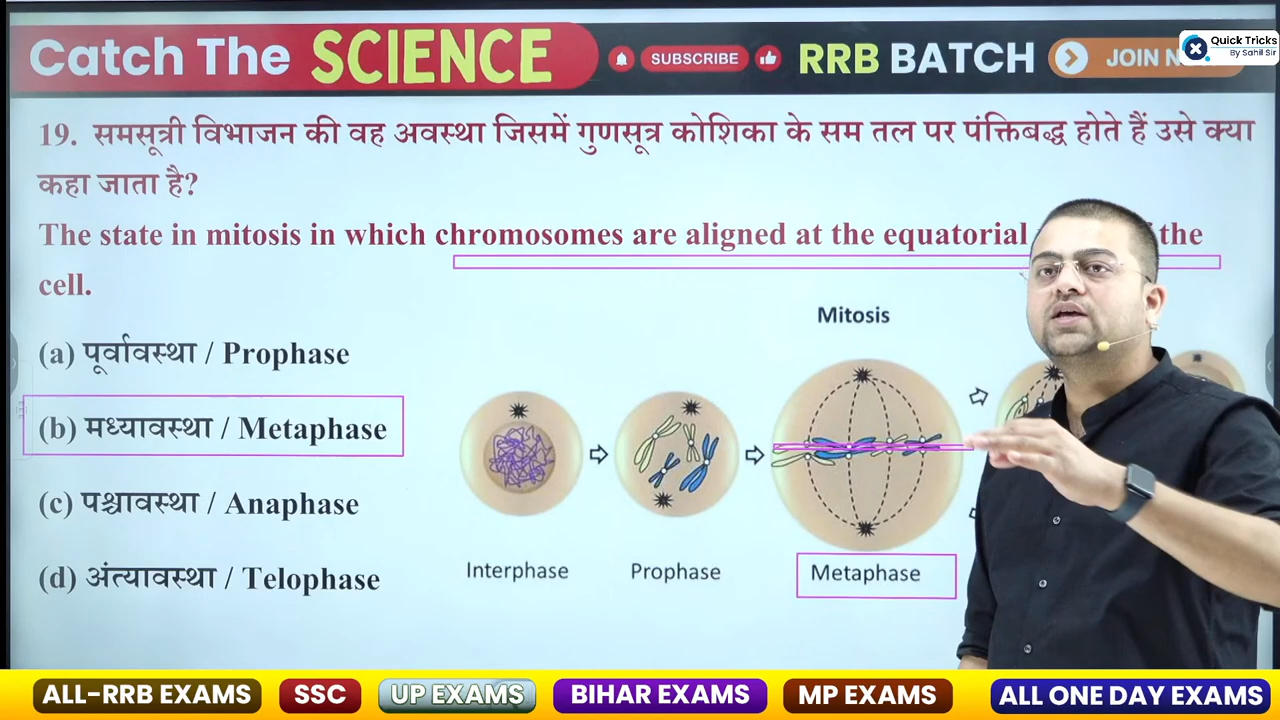 Catch The SCIENCE
SUBSCRIBE
RRB BATCH
JOIN
Quick Tricks
By Sahil Sir
19. समसूत्री विभाजन की वह अवस्था जिसमें गुणसूत्र कोशिका के सम तल पर पंक्तिबद्ध होते हैं उसे क्या
कहा जाता है?
The state in mitosis in which chromosomes are aligned at the equatorial the
cell.
Mitosis
(a) पूर्वावस्था / Prophase
(b) मध्यावस्था / Metaphase
(c) पश्चावस्था / Anaphase
(d) अंत्यावस्था / Telophase
Interphase
Prophase
Metaphase
ALL-RRB EXAMS
SSC
UP EXAMS
BIHAR EXAMS
MP EXAMS
ALL ONE DAY EXAMS